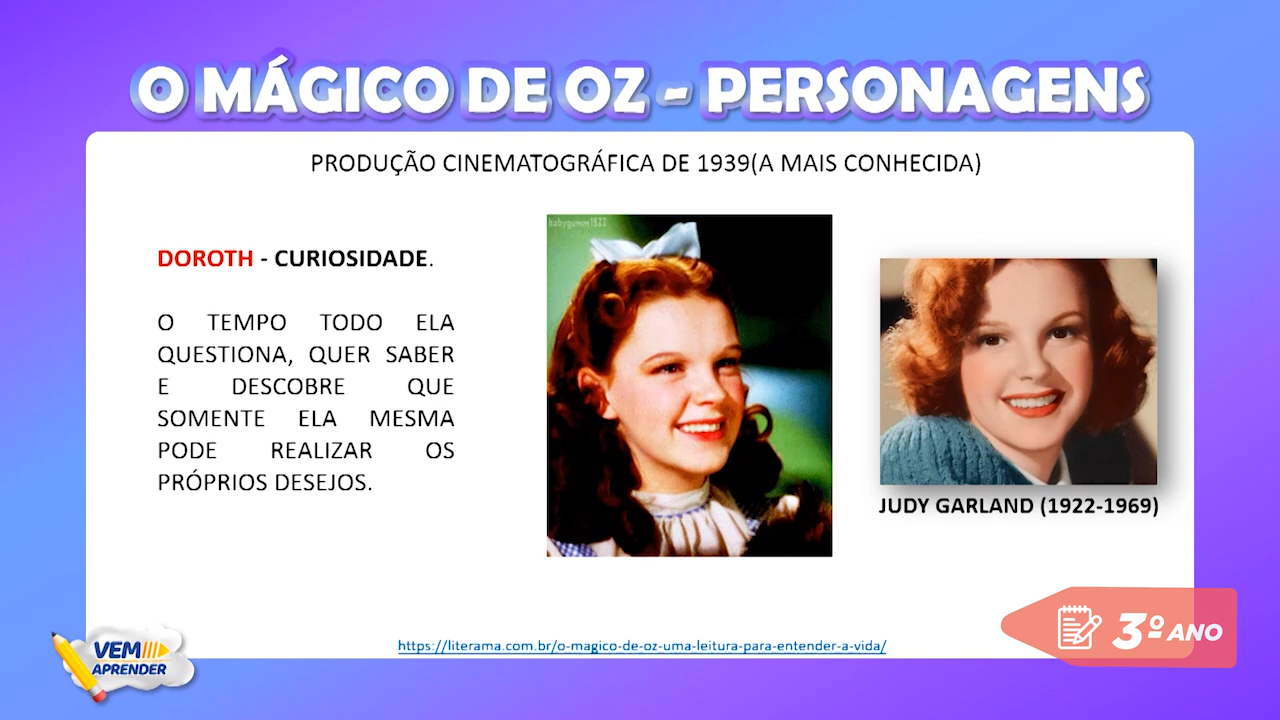 O MÁGICO DE OZ - PERSONAGENS
PRODUÇÃO CINEMATOGRÁFICA DE 1939(A MAIS CONHECIDA)
DOROTH - CURIOSIDADE.
O TEMPO TODO ELA
QUESTIONA, QUER SABER
E DESCOBRE QUE
SOMENTE ELA MESMA
PODE REALIZAR OS
PRÓPRIOS DESEJOS.
babygumm1922
JUDY GARLAND (1922-1969)
https://literama.com.br/o-magico-de-oz-uma-leitura-para-entender-a-vida/
VEM
APRENDER
3º ANO